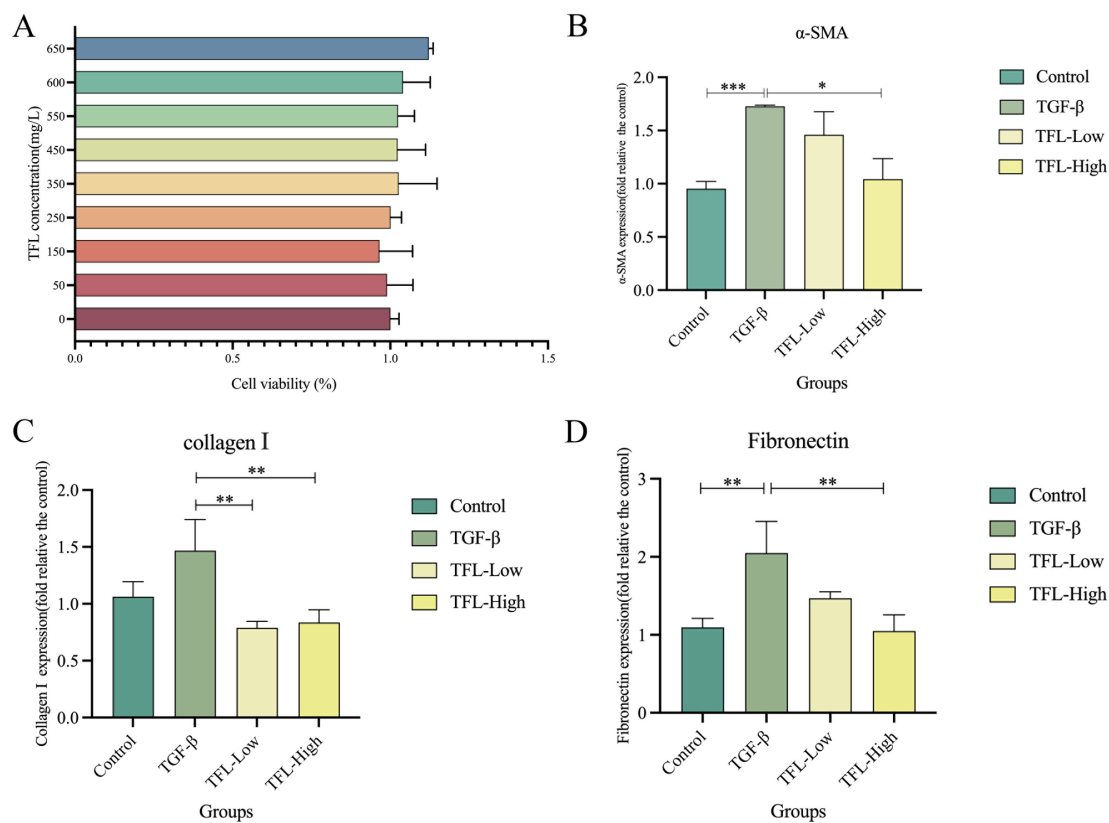 A
TFL concentration(mg/L)
650
600
550
450
350
250
150
50
0
0.0
0.5
1.0
1.5
Cell viability (%)
B
α-SMA
α-SMA expression(fold relative the control)
2.0
1.5
1.0
0.5
0.0
***
*
Control
TGF-β
TFL-Low
TFL-High
Groups
Control
TGF-β
TFL-Low
TFL-High
C
collagen I
Collagen I expression(fold relative the control)
2.0
1.5
1.0
0.5
0.0
**
**
Control
TGF-β
TFL-Low
TFL-High
Groups
Control
TGF-β
TFL-Low
TFL-High
D
Fibronectin
Fibronectin expression(fold relative the control)
3
2
1
0
**
**
Control
TGF-β
TFL-Low
TFL-High
Groups
Control
TGF-β
TFL-Low
TFL-High